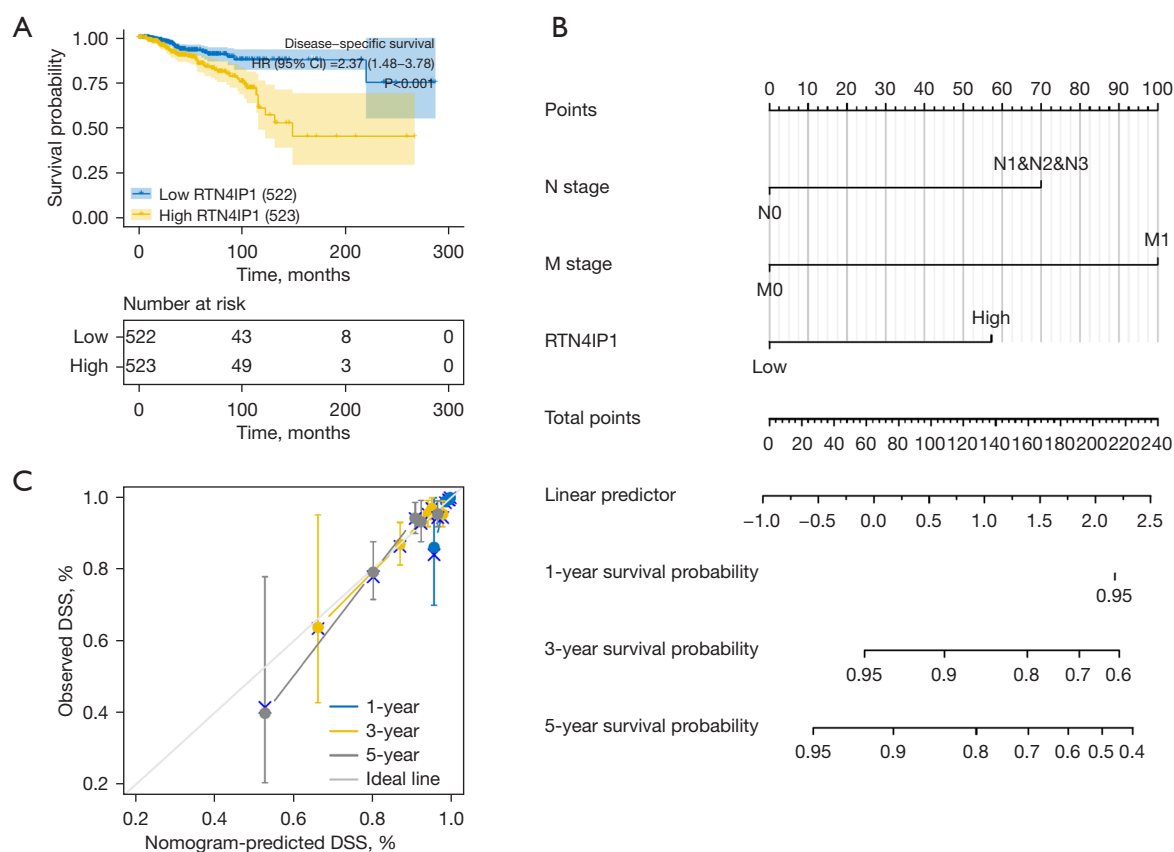 A
1.00
0.75
0.50
0.25
0.00
Survival probability
Disease-specific survival
HR (95% CI) =2.37 (1.48–3.78)
P<0.001
Low RTN4IP1 (522)
High RTN4IP1 (523)
0 100 200 300
Time, months
Number at risk
Low 522 43 8 0
High 523 49 3 0
0 100 200 300
Time, months
B
Points
0 10 20 30 40 50 60 70 80 90 100
N stage
N1&N2&N3
N0
M stage
M1
M0
RTN4IP1
High
Low
Total points
0 20 40 60 80 100 120 140 160 180 200 220 240
Linear predictor
−1.0 −0.5 0.0 0.5 1.0 1.5 2.0 2.5
1-year survival probability
0.95
3-year survival probability
0.95 0.9 0.8 0.7 0.6
5-year survival probability
0.95 0.9 0.8 0.7 0.6 0.5 0.4
C
1.0
0.8
0.6
0.4
0.2
Observed DSS, %
1-year
3-year
5-year
Ideal line
0.2 0.4 0.6 0.8 1.0
Nomogram-predicted DSS, %